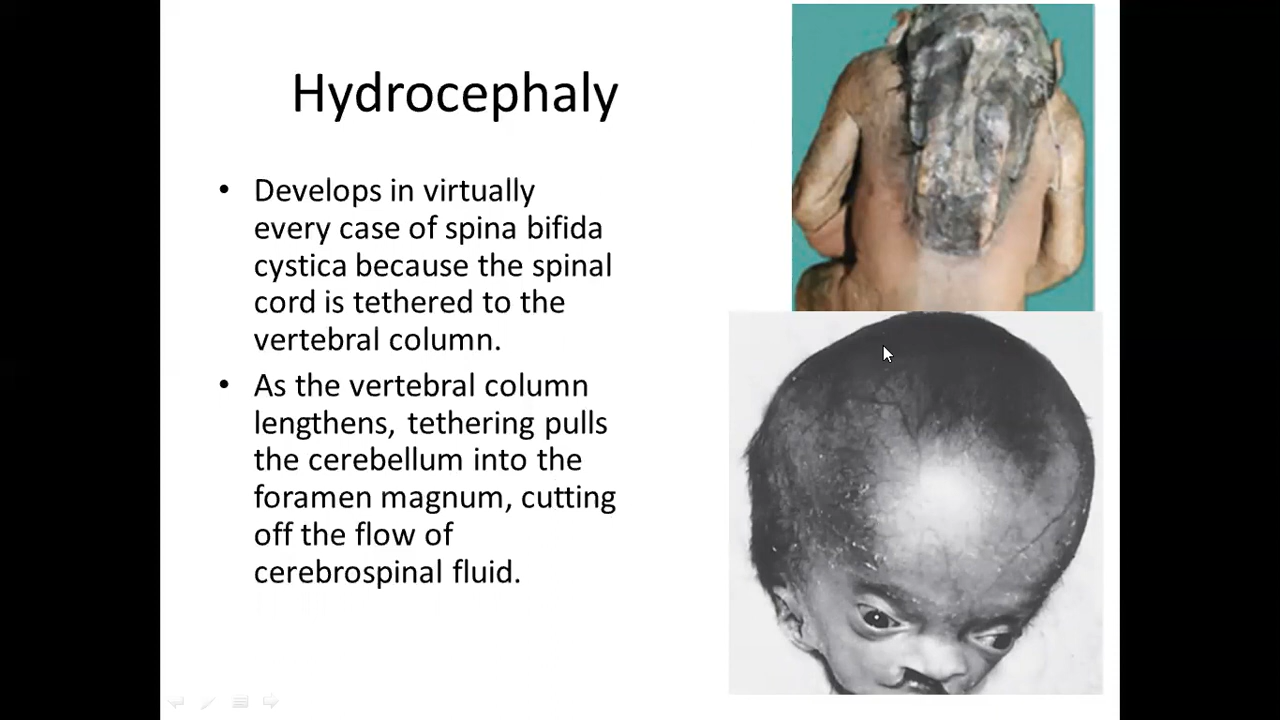 Hydrocephaly
• Develops in virtually
every case of spina bifida
cystica because the spinal
cord is tethered to the
vertebral column.
• As the vertebral column
lengthens, tethering pulls
the cerebellum into the
foramen magnum, cutting
off the flow of
cerebrospinal fluid.